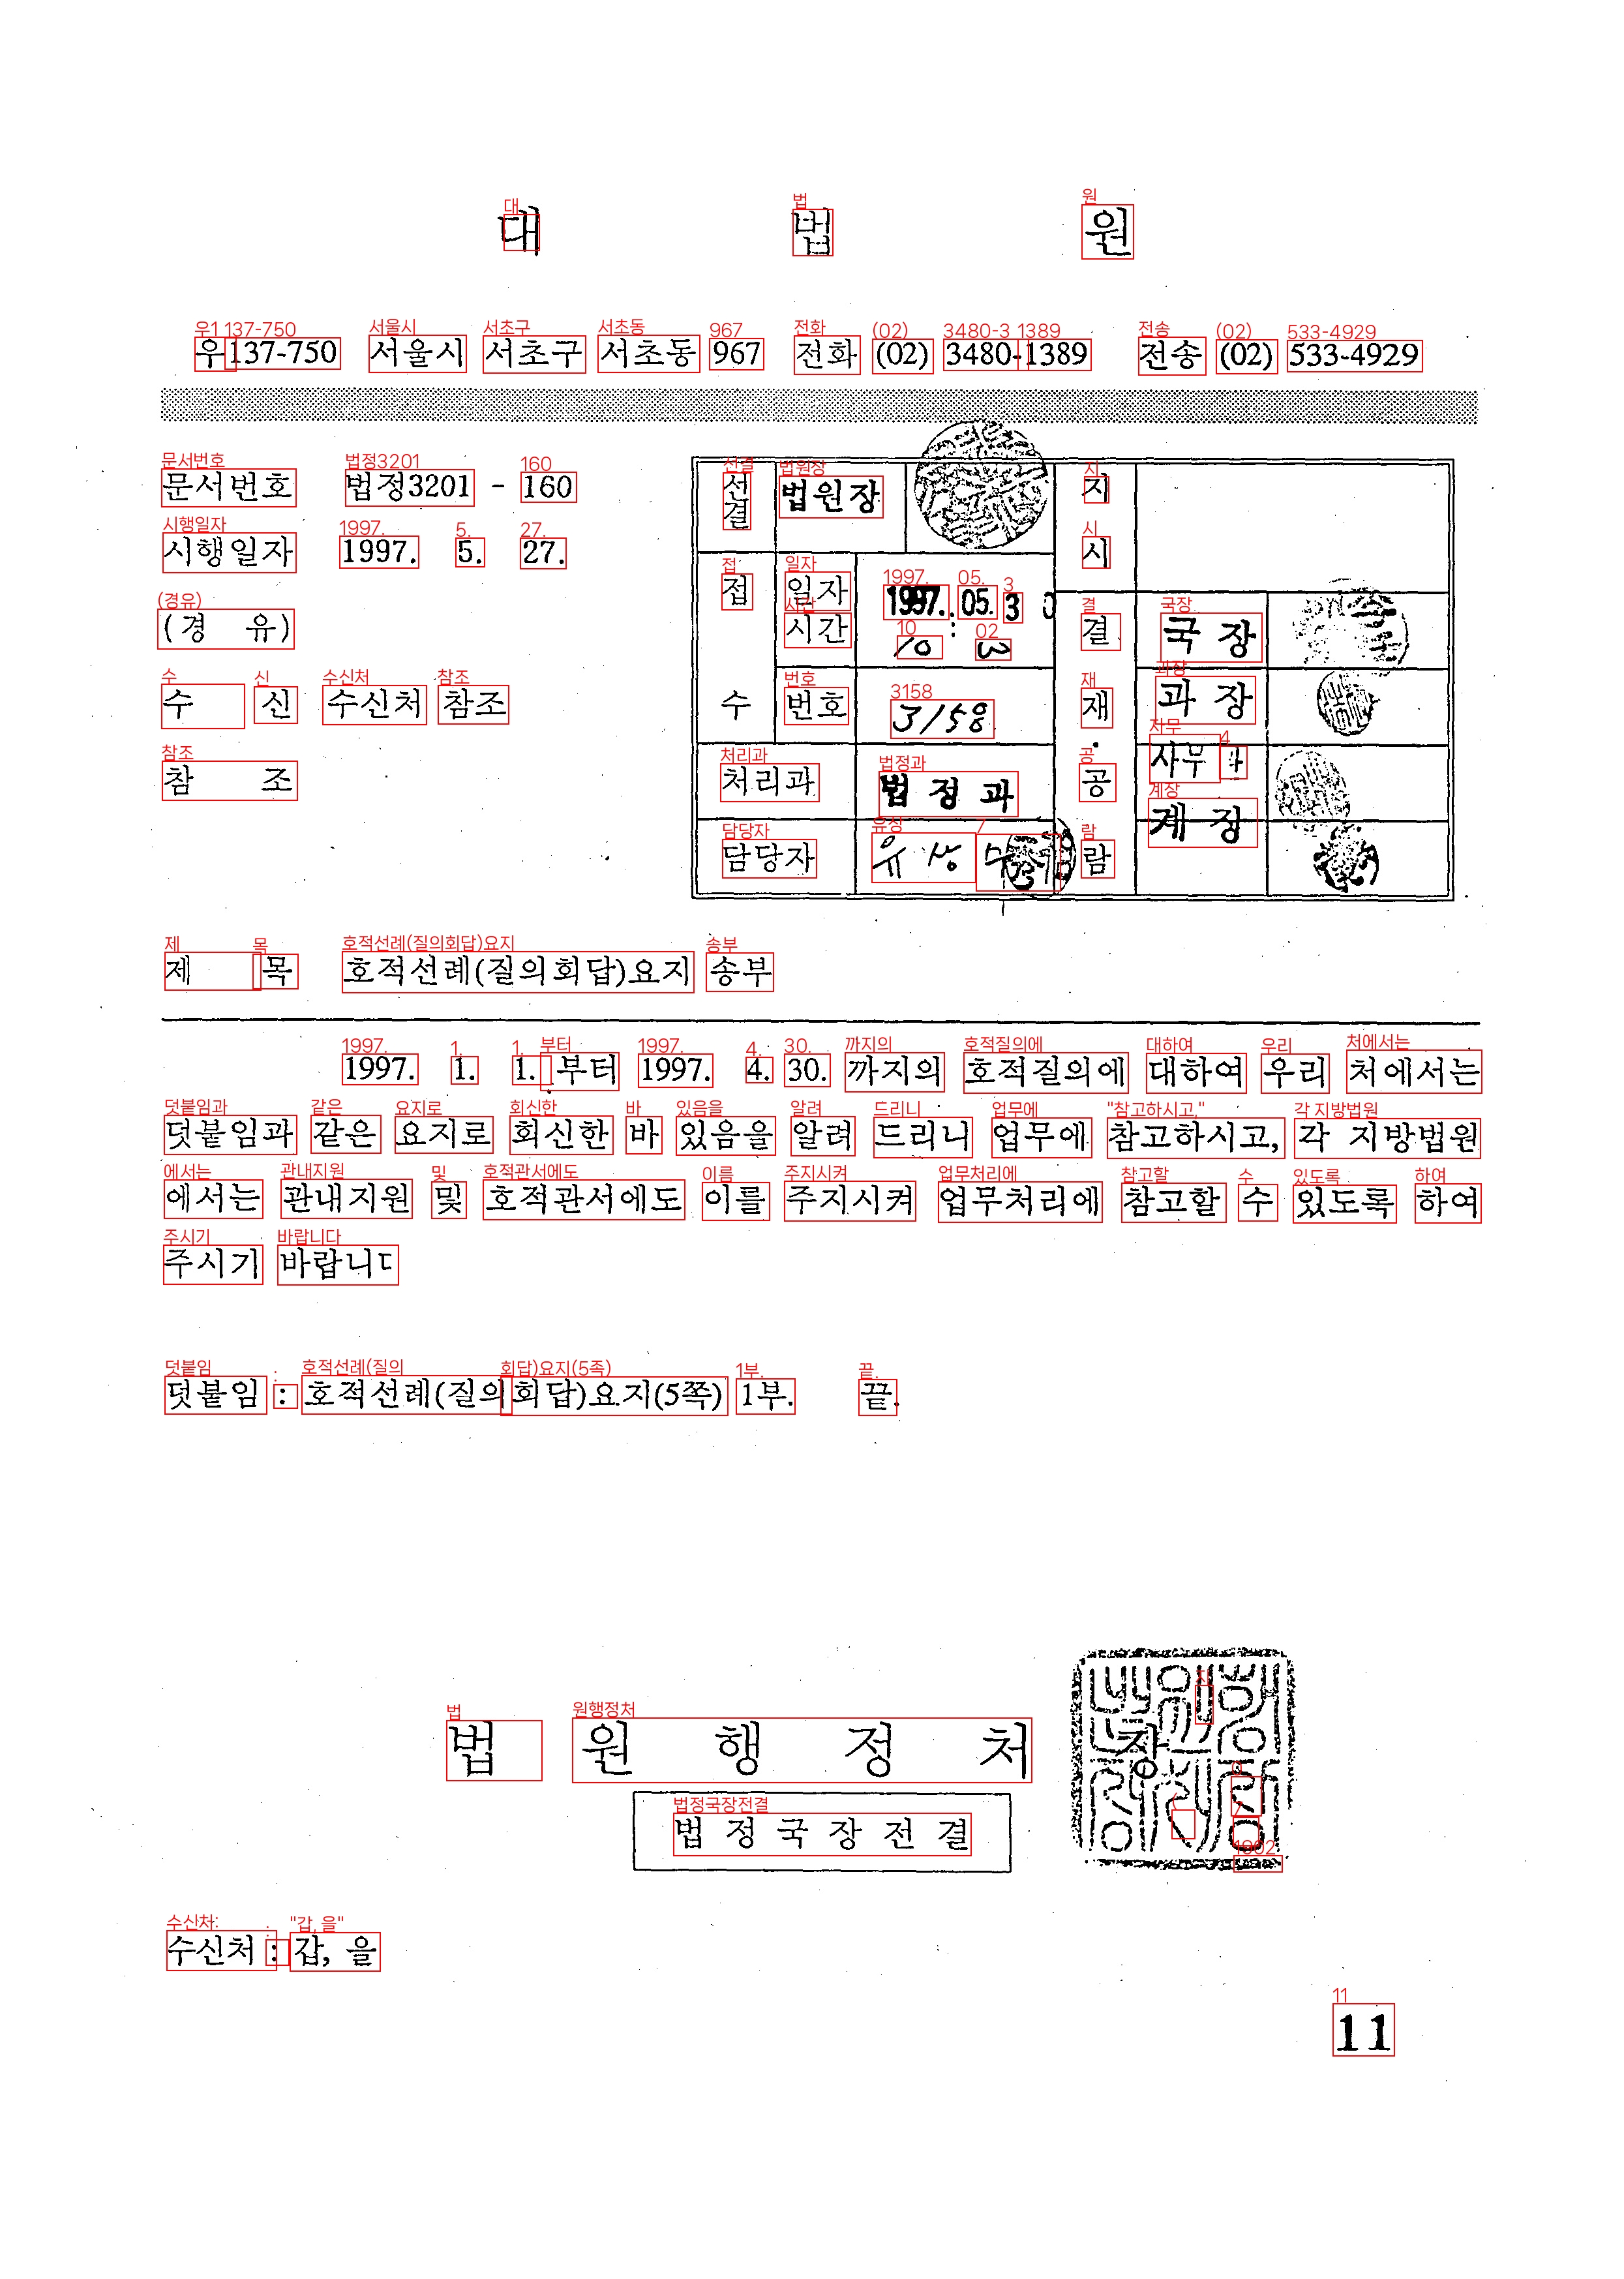 대 법 원
우137-750 서울시 서초구 서초동 967 전화 (02) 3480-1389 전송 (02) 533-4929
문서번호 법정3201 - 160
시행일자 1997. 5. 27.
(경 유)
수 신 수신처 참조
참 조
선결 법원장 지시
접수 일자 시간 1997. 05. 30 10 : 02
번호 3158
처리과 법정과
담당자 유상
결재·공람 국장
과장
사무
계장
제 목 호적선례(질의회답)요지 송부
1997. 1. 1. 부터 1997. 4. 30. 까지의 호적질의에 대하여 우리 처에서는
덧붙임과 같은 요지로 회신한 바 있음을 알려 드리니 업무에 참고하시고, 각 지방법원
에서는 관내지원 및 호적관서에도 이를 주지시켜 업무처리에 참고할 수 있도록 하여
주시기 바랍니다
덧붙임 : 호적선례(질의회답)요지(5쪽) 1부. 끝.
법 원 행 정 처 장
법 정 국 장 전 결
수신처 : 갑, 을
11